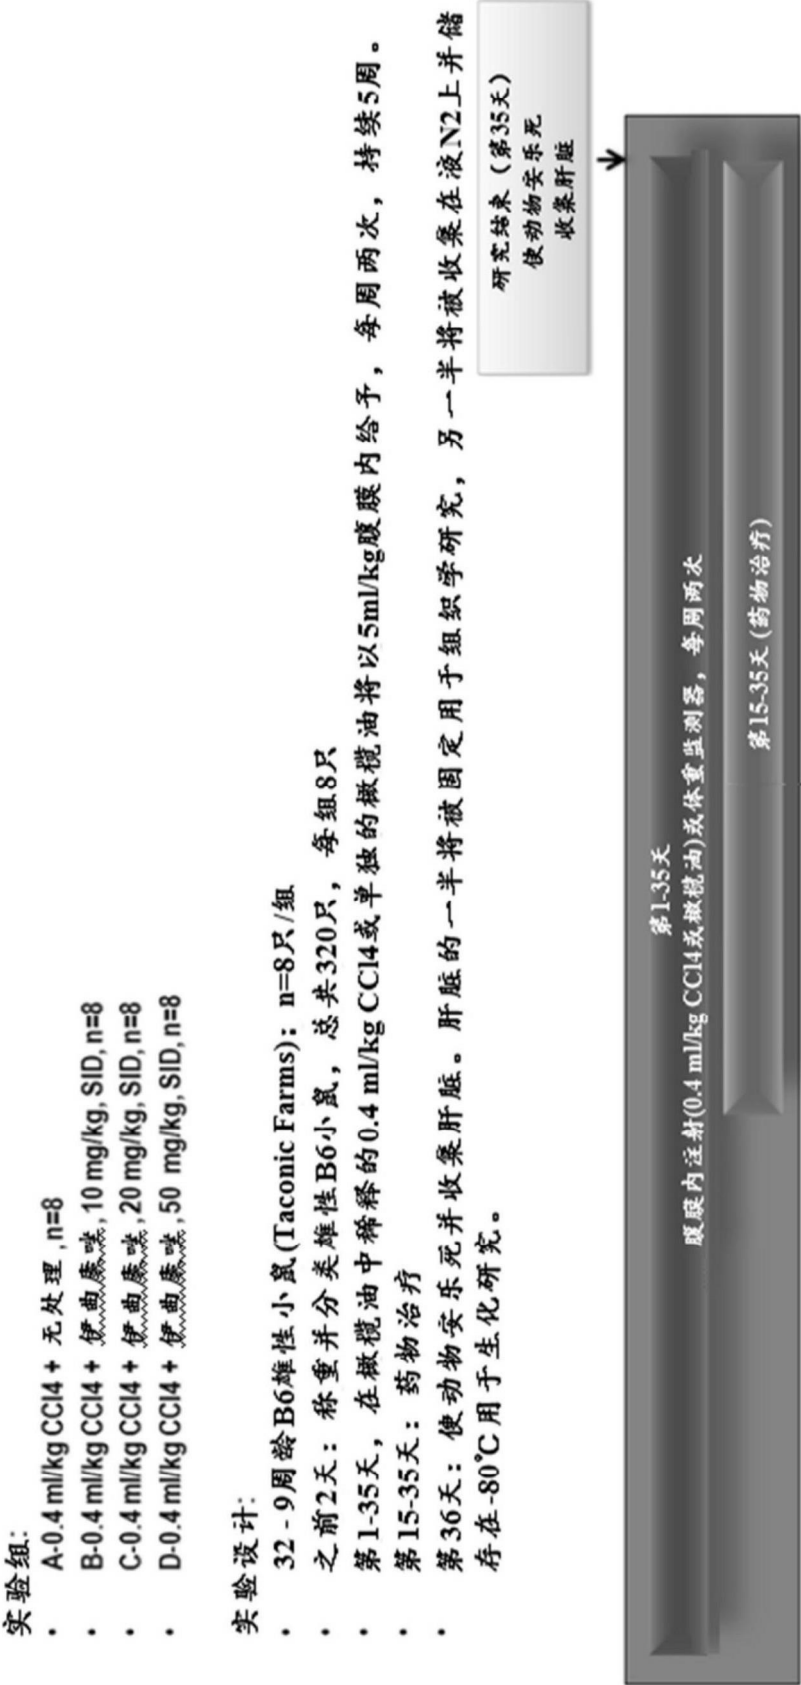 实验组:
• A-0.4 ml/kg CCl4 + 无处理 ,n=8
• B-0.4 ml/kg CCl4 + 伊曲康唑 ,10 mg/kg, SID, n=8
• C-0.4 ml/kg CCl4 + 伊曲康唑 ,20 mg/kg, SID, n=8
• D-0.4 ml/kg CCl4 + 伊曲康唑 ,50 mg/kg, SID, n=8
实验设计:
• 32 - 9周龄B6雄性小鼠(Taconic Farms): n=8只/组
• 之前2天: 称重并分类雄性B6小鼠, 总共320只, 每组8只
• 第1-35天, 在橄榄油中稀释的0.4 ml/kg CCl4或单独的橄榄油将以5ml/kg腹膜内给予, 每周两次, 持续5周。
• 第15-35天: 药物治疗
• 第36天: 使动物安乐死并收集肝脏。肝脏的一半将被固定用于组织学研究, 另一半将被收集在液N2上并储
存在-80°C用于生化研究。
研究结束 (第35天)
使动物安乐死
收集肝脏
第1-35天
腹膜内注射(0.4 ml/kg CCl4或橄榄油)或体重监测器, 每周两次
第15-35天 (药物治疗)